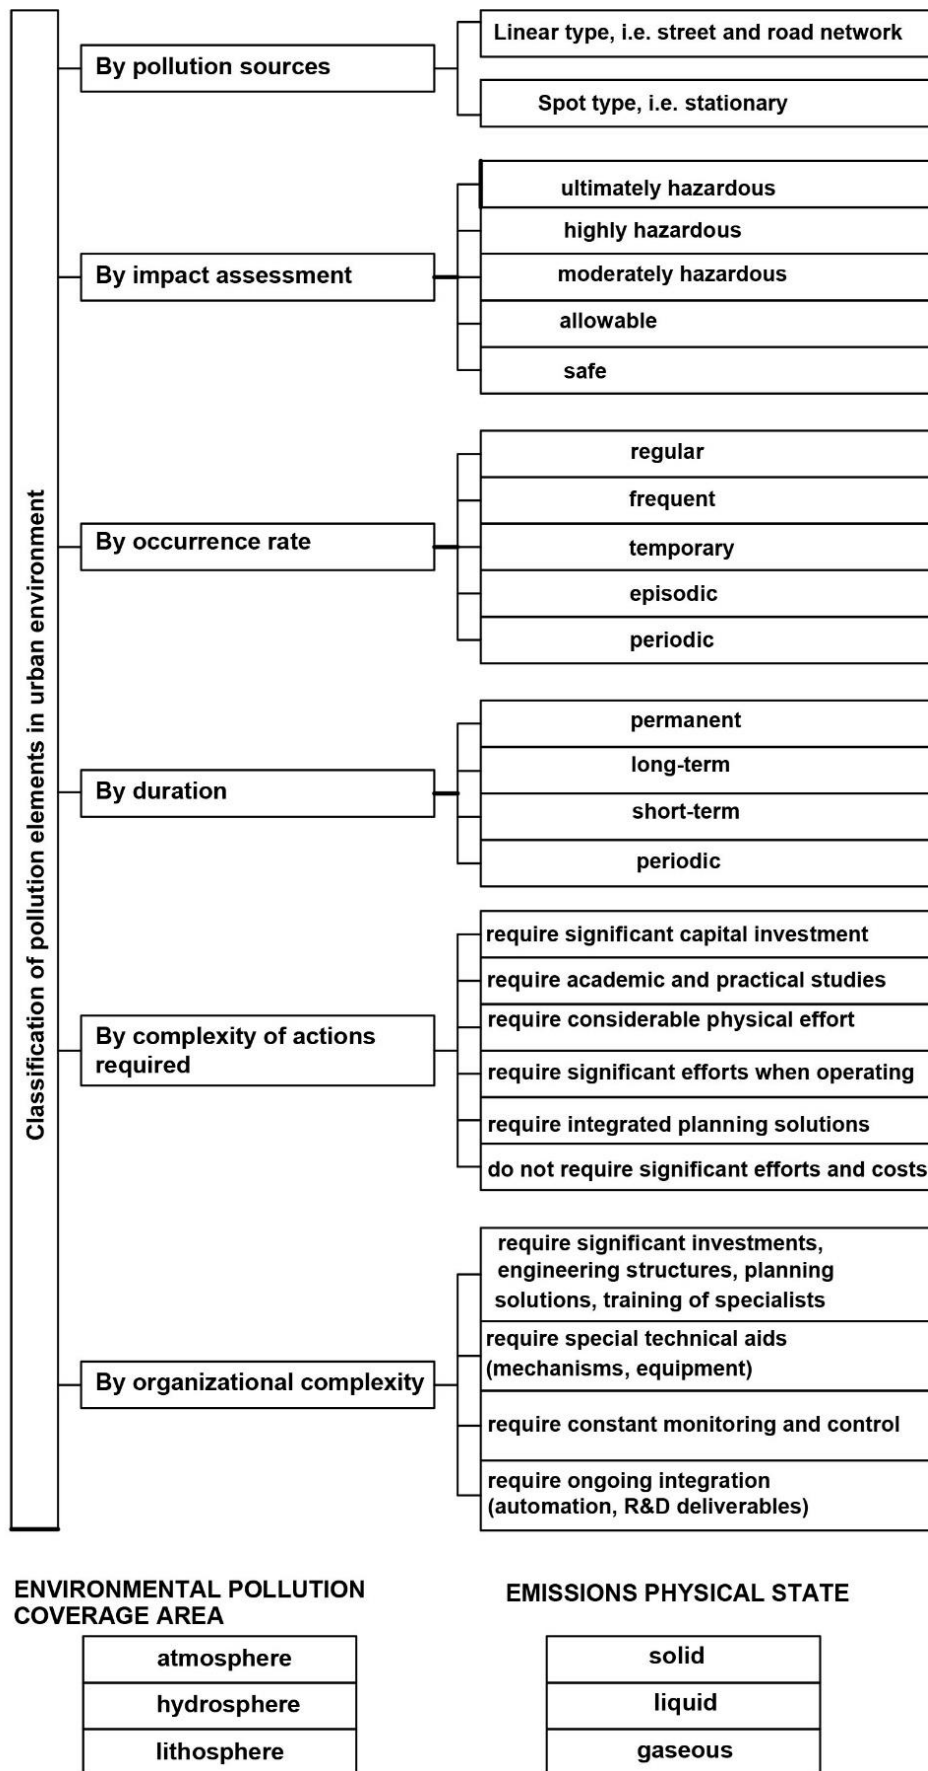 Classification of pollution elements in urban environment
By pollution sources
Linear type, i.e. street and road network
Spot type, i.e. stationary
By impact assessment
ultimately hazardous
highly hazardous
moderately hazardous
allowable
safe
By occurrence rate
regular
frequent
temporary
episodic
periodic
By duration
permanent
long-term
short-term
periodic
By complexity of actions
required
require significant capital investment
require academic and practical studies
require considerable physical effort
require significant efforts when operating
require integrated planning solutions
do not require significant efforts and costs
By organizational complexity
require significant investments,
engineering structures, planning
solutions, training of specialists
require special technical aids
(mechanisms, equipment)
require constant monitoring and control
require ongoing integration
(automation, R&D deliverables)
ENVIRONMENTAL POLLUTION
COVERAGE AREA
atmosphere
hydrosphere
lithosphere
EMISSIONS PHYSICAL STATE
solid
liquid
gaseous